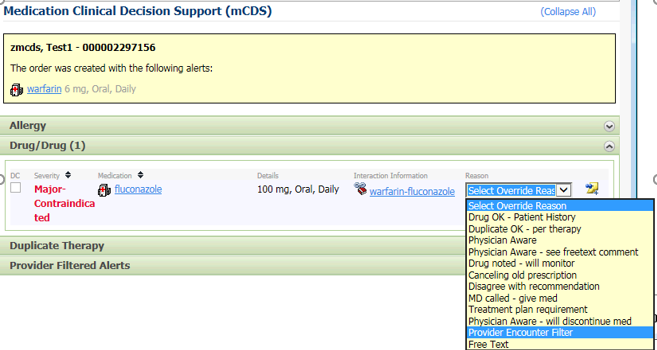 Medication Clinical Decision Support (mCDS)
(Collapse All)
zmcds, Test1 - 000002297156
The order was created with the following alerts:
warfarin 6 mg, Oral, Daily
Allergy
Drug/Drug (1)
DC Severity Medication Details Interaction Information Reason
Major-
Contraindica
ted
fluconazole 100 mg, Oral, Daily warfarin-fluconazole Select Override Reas
Select Override Reason
Drug OK - Patient History
Duplicate OK - per therapy
Physician Aware
Physician Aware - see freetext comment
Drug noted - will monitor
Canceling old prescription
Disagree with recommendation
MD called - give med
Treatment plan requirement
Physician Aware - will discontinue med
Provider Encounter Filter
Free Text
Duplicate Therapy
Provider Filtered Alerts